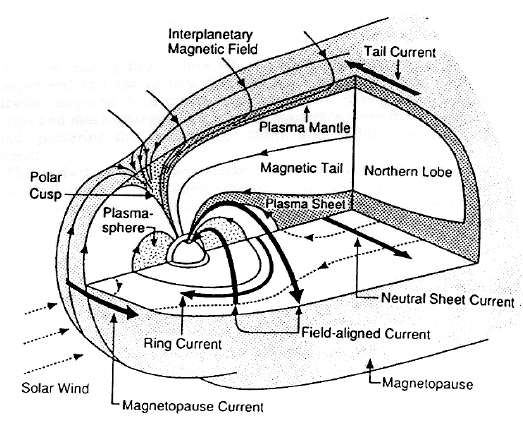 Interplanetary
Magnetic Field
Tail Current
Plasma Mantle
Magnetic Tail
Northern Lobe
Polar
Cusp
Plasma-
sphere
Plasma Sheet
Neutral Sheet Current
Ring Current
Field-aligned Current
Solar Wind
Magnetopause
Magnetopause Current